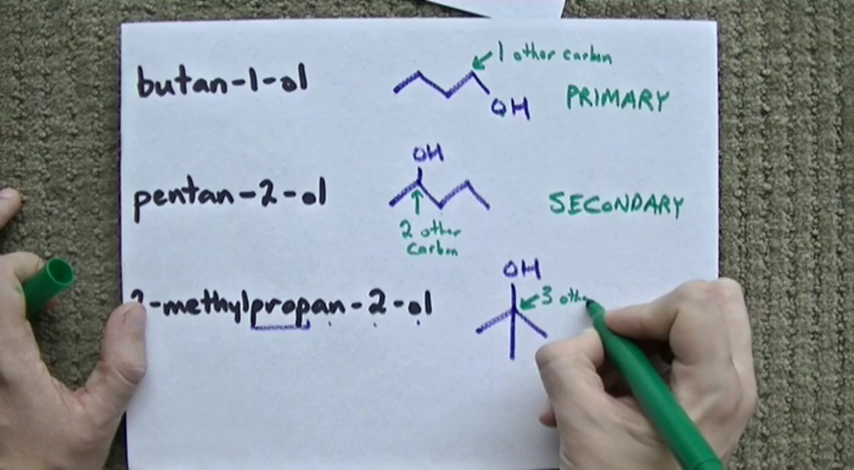 butan-1-ol
1 other carbon
OH
PRIMARY
OH
pentan-2-ol
SECONDARY
2 other
carbon
OH
-methylpropan-2-ol
3 oth